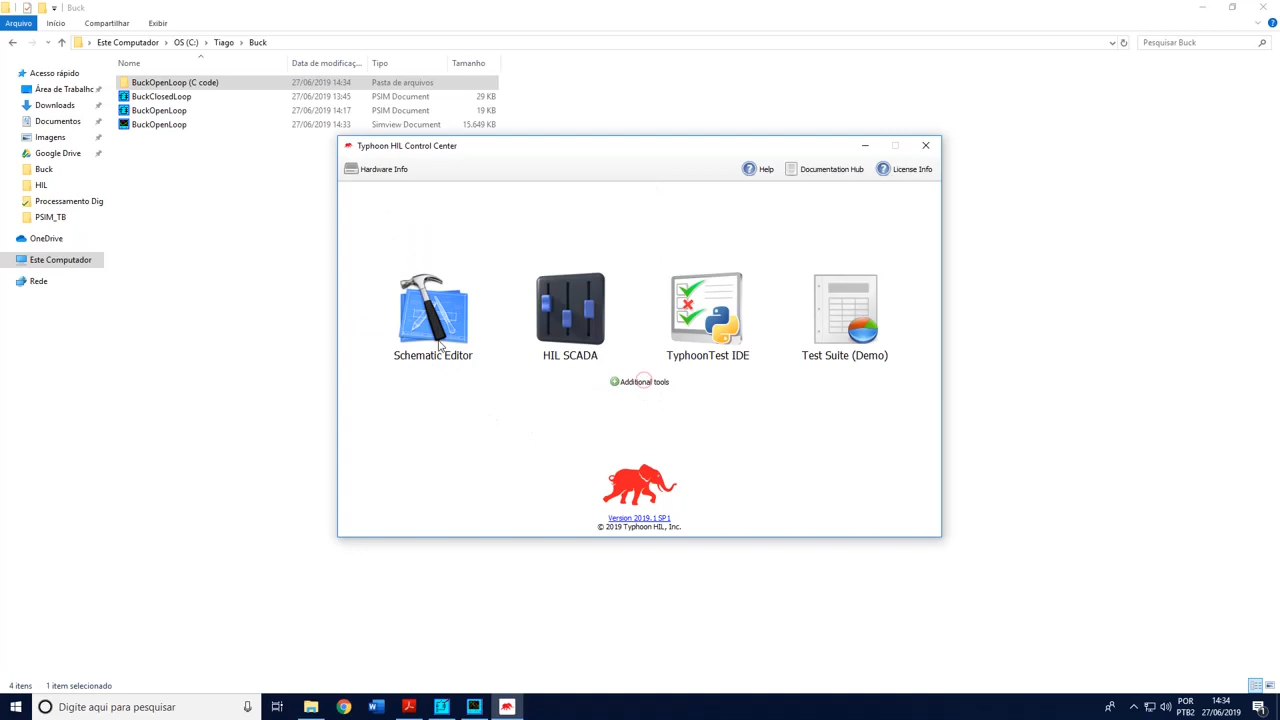 Buck
Arquivo Início Compartilhar Exibir
Este Computador OS (C:) Tiago Buck
Pesquisar Buck
Nome Data de modificaç... Tipo Tamanho
Acesso rápido
Área de Trabalho
Downloads
Documentos
Imagens
Google Drive
Buck
HIL
Processamento Dig
PSIM_TB
OneDrive
Este Computador
Rede
BuckOpenLoop (C code) 27/06/2019 14:34 Pasta de arquivos
BuckClosedLoop 27/06/2019 13:45 PSIM Document 29 KB
BuckOpenLoop 27/06/2019 14:17 PSIM Document 19 KB
BuckOpenLoop 27/06/2019 14:33 Simview Document 15.649 KB
Typhoon HIL Control Center
Hardware Info Help Documentation Hub License Info
Schematic Editor HIL SCADA TyphoonTest IDE Test Suite (Demo)
Additional tools
Version 2019.1 SP1
© 2019 Typhoon HIL, Inc.
4 itens 1 item selecionado
Digite aqui para pesquisar
POR
PTB2
14:34
27/06/2019